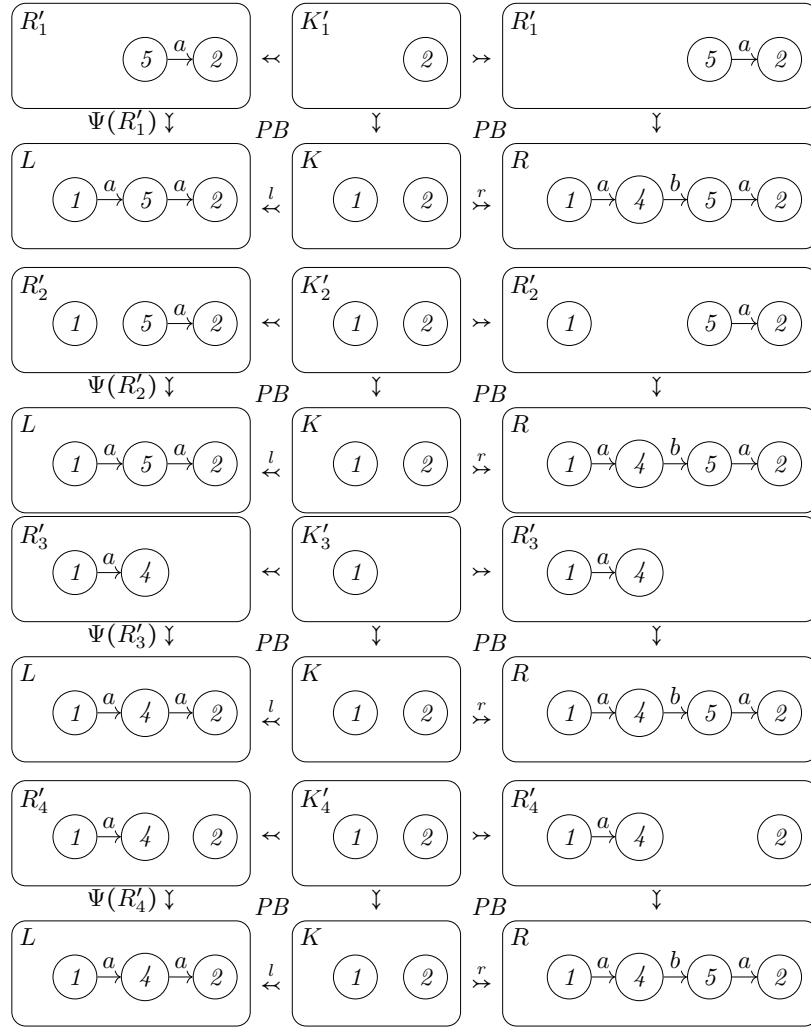 R′₁ K′₁ R′₁
5 a 2 2 5 a 2
Ψ(R′₁) PB PB
L K R
1 a 5 a 2 l 1 2 r 1 a 4 b 5 a 2
R′₂ K′₂ R′₂
1 5 a 2 1 2 1 5 a 2
Ψ(R′₂) PB PB
L K R
1 a 5 a 2 l 1 2 r 1 a 4 b 5 a 2
R′₃ K′₃ R′₃
1 a 4 1 1 a 4
Ψ(R′₃) PB PB
L K R
1 a 4 a 2 l 1 2 r 1 a 4 b 5 a 2
R′₄ K′₄ R′₄
1 a 4 2 1 2 1 a 4 2
Ψ(R′₄) PB PB
L K R
1 a 4 a 2 l 1 2 r 1 a 4 b 5 a 2